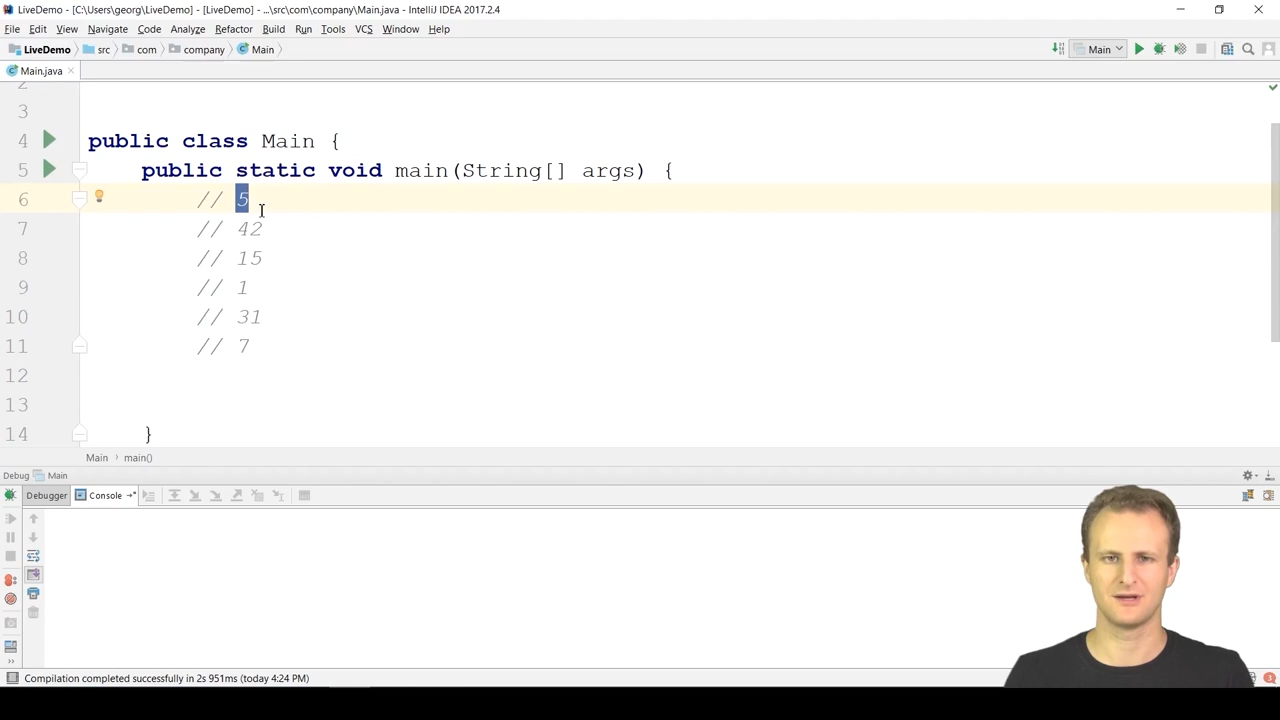 LiveDemo - [C:\Users\georg\LiveDemo] - [LiveDemo] - ...\src\com\company\Main.java - IntelliJ IDEA 2017.2.4
File Edit View Navigate Code Analyze Refactor Build Run Tools VCS Window Help
LiveDemo src com company Main Main
Main.java
2
3
4 public class Main {
5 public static void main(String[] args) {
6 // 5
7 // 42
8 // 15
9 // 1
10 // 31
11 // 7
12
13
14 }
Main main()
Debug Main
Debugger Console
Compilation completed successfully in 2s 951ms (today 4:24 PM) 3